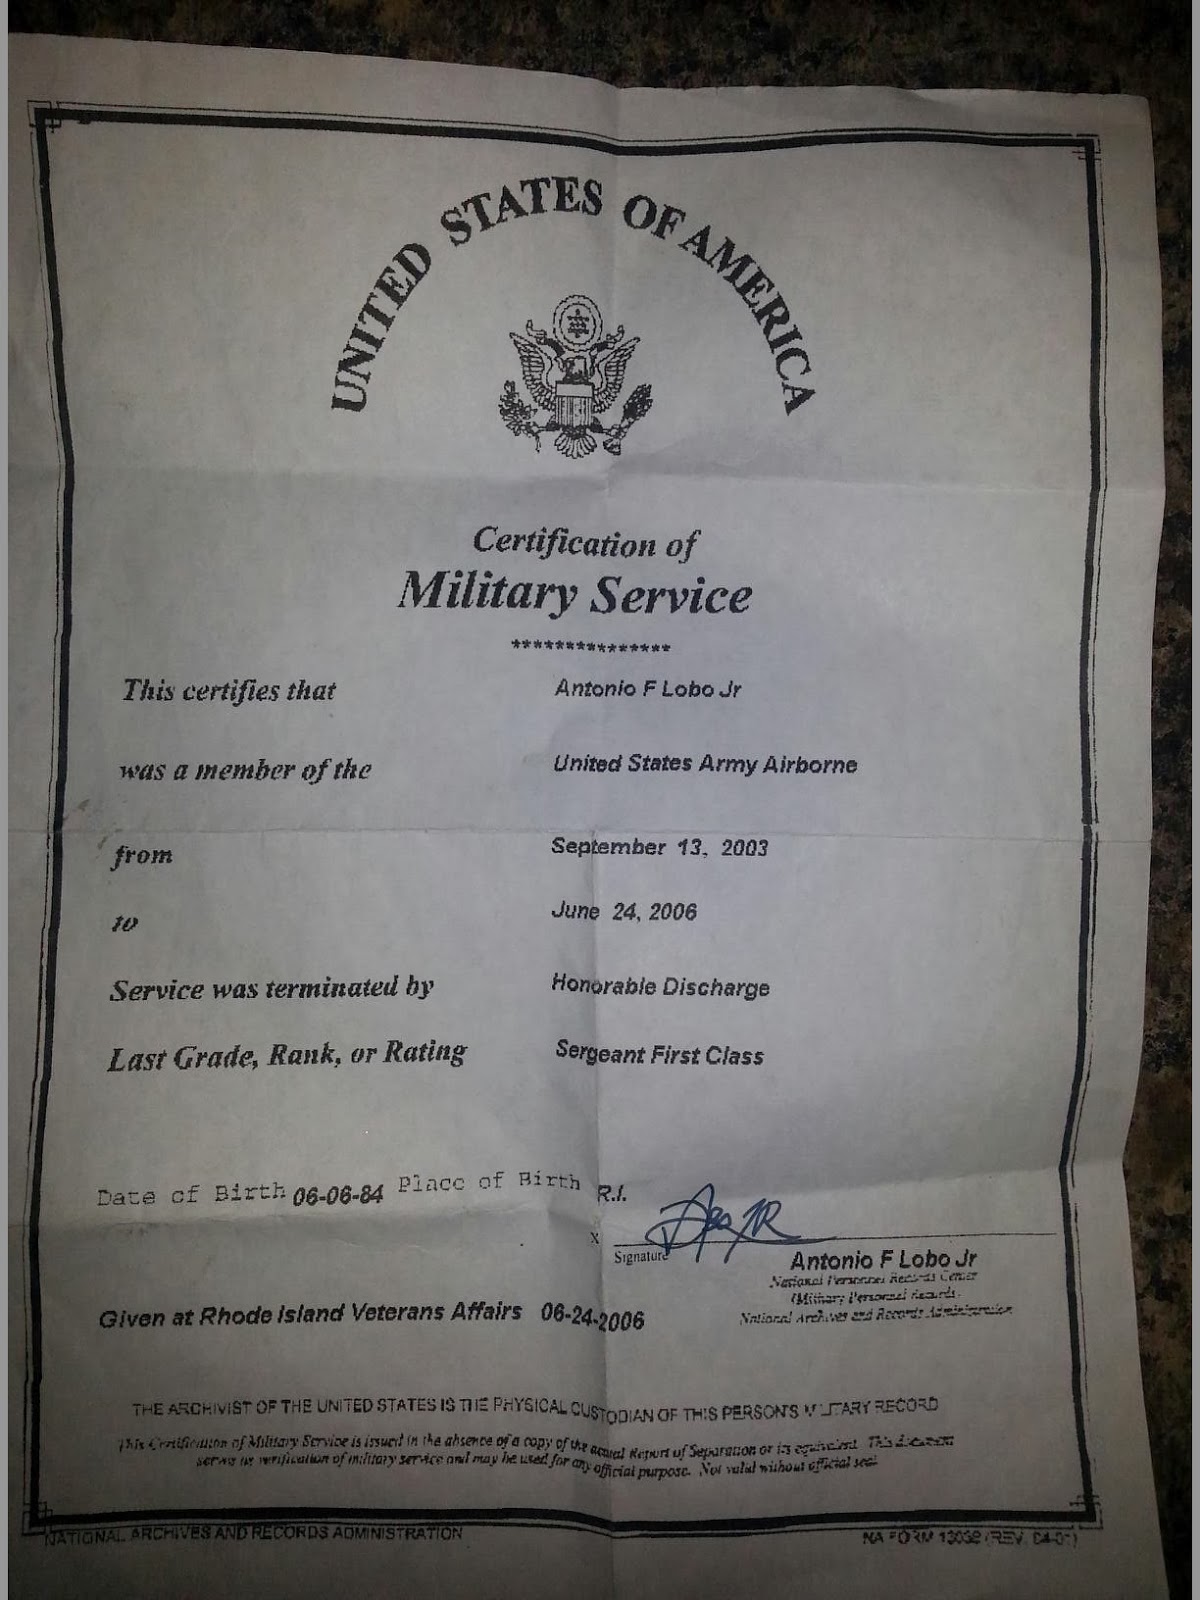 UNITED STATES OF AMERICA
Certification of
Military Service
***************
This certifies that Antonio F Lobo Jr
was a member of the United States Army Airborne
from September 13, 2003
to June 24, 2006
Service was terminated by Honorable Discharge
Last Grade, Rank, or Rating Sergeant First Class
Date of Birth 06-06-84 Place of Birth R.I.
X
Signature
Antonio F Lobo Jr
National Personnel Records Center
(Military Personnel Records)
National Archives and Records Administration
Given at Rhode Island Veterans Affairs 06-24-2006
THE ARCHIVIST OF THE UNITED STATES IS THE PHYSICAL CUSTODIAN OF THIS PERSON'S MILITARY RECORD
This Certification of Military Service is issued in the absence of a copy of the actual Report of Separation or its equivalent. This document
serves as verification of military service and may be used for any official purpose. Not valid without official seal.
NATIONAL ARCHIVES AND RECORDS ADMINISTRATION
NA FORM 13038 (REV. 04-01)